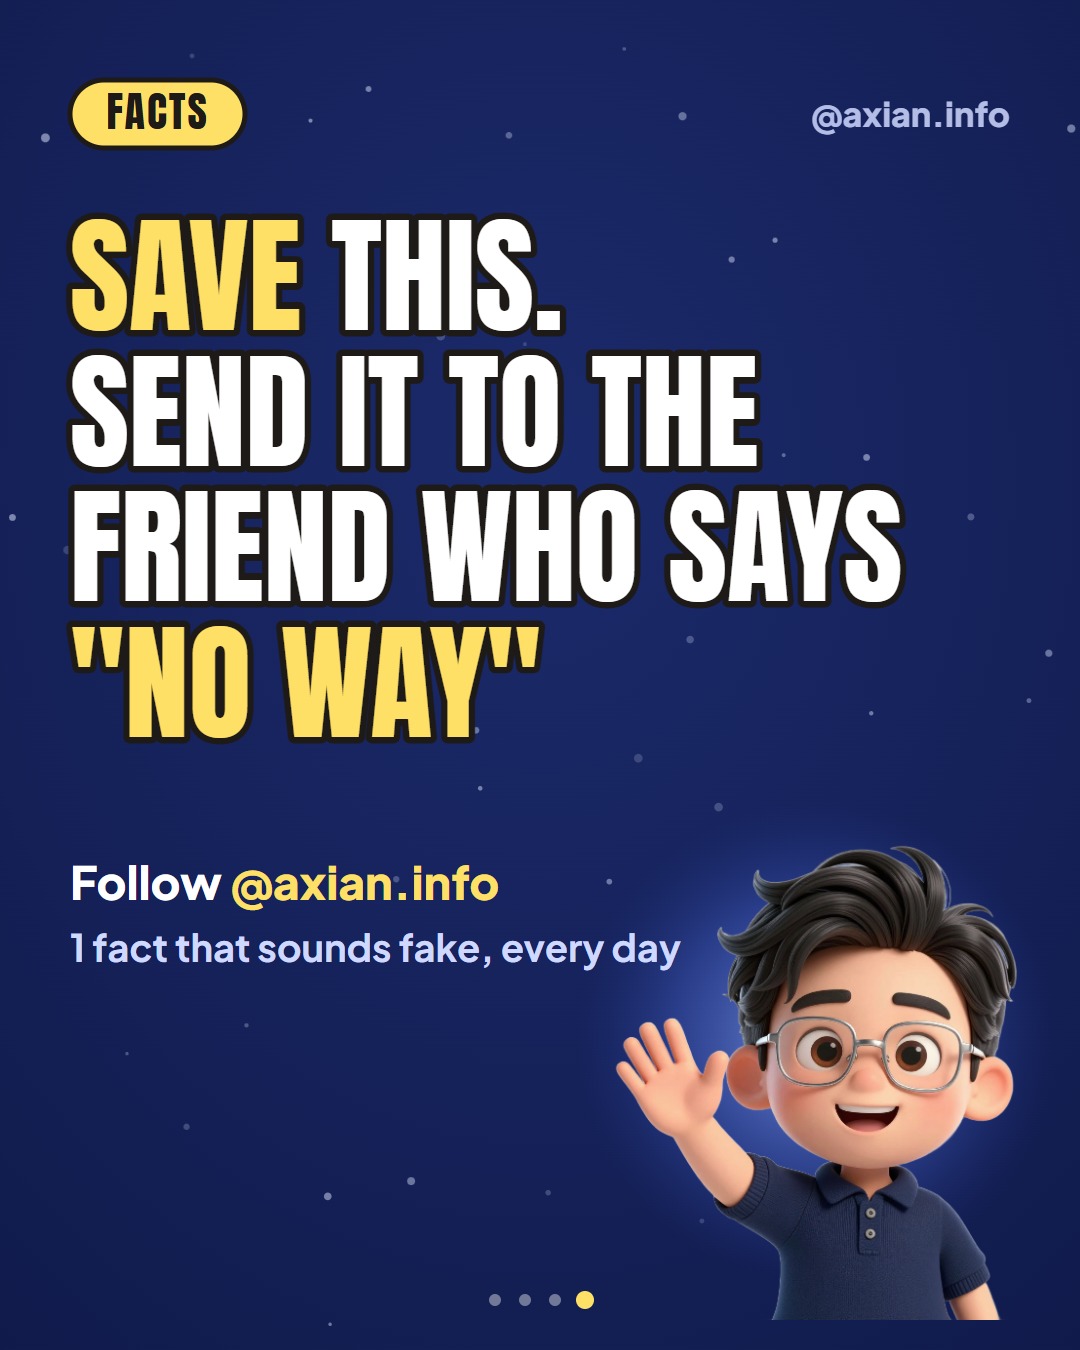 FACTS
@axian.info
SAVE THIS.
SEND IT TO THE
FRIEND WHO SAYS
"NO WAY"
Follow @axian.info
1 fact that sounds fake, every day